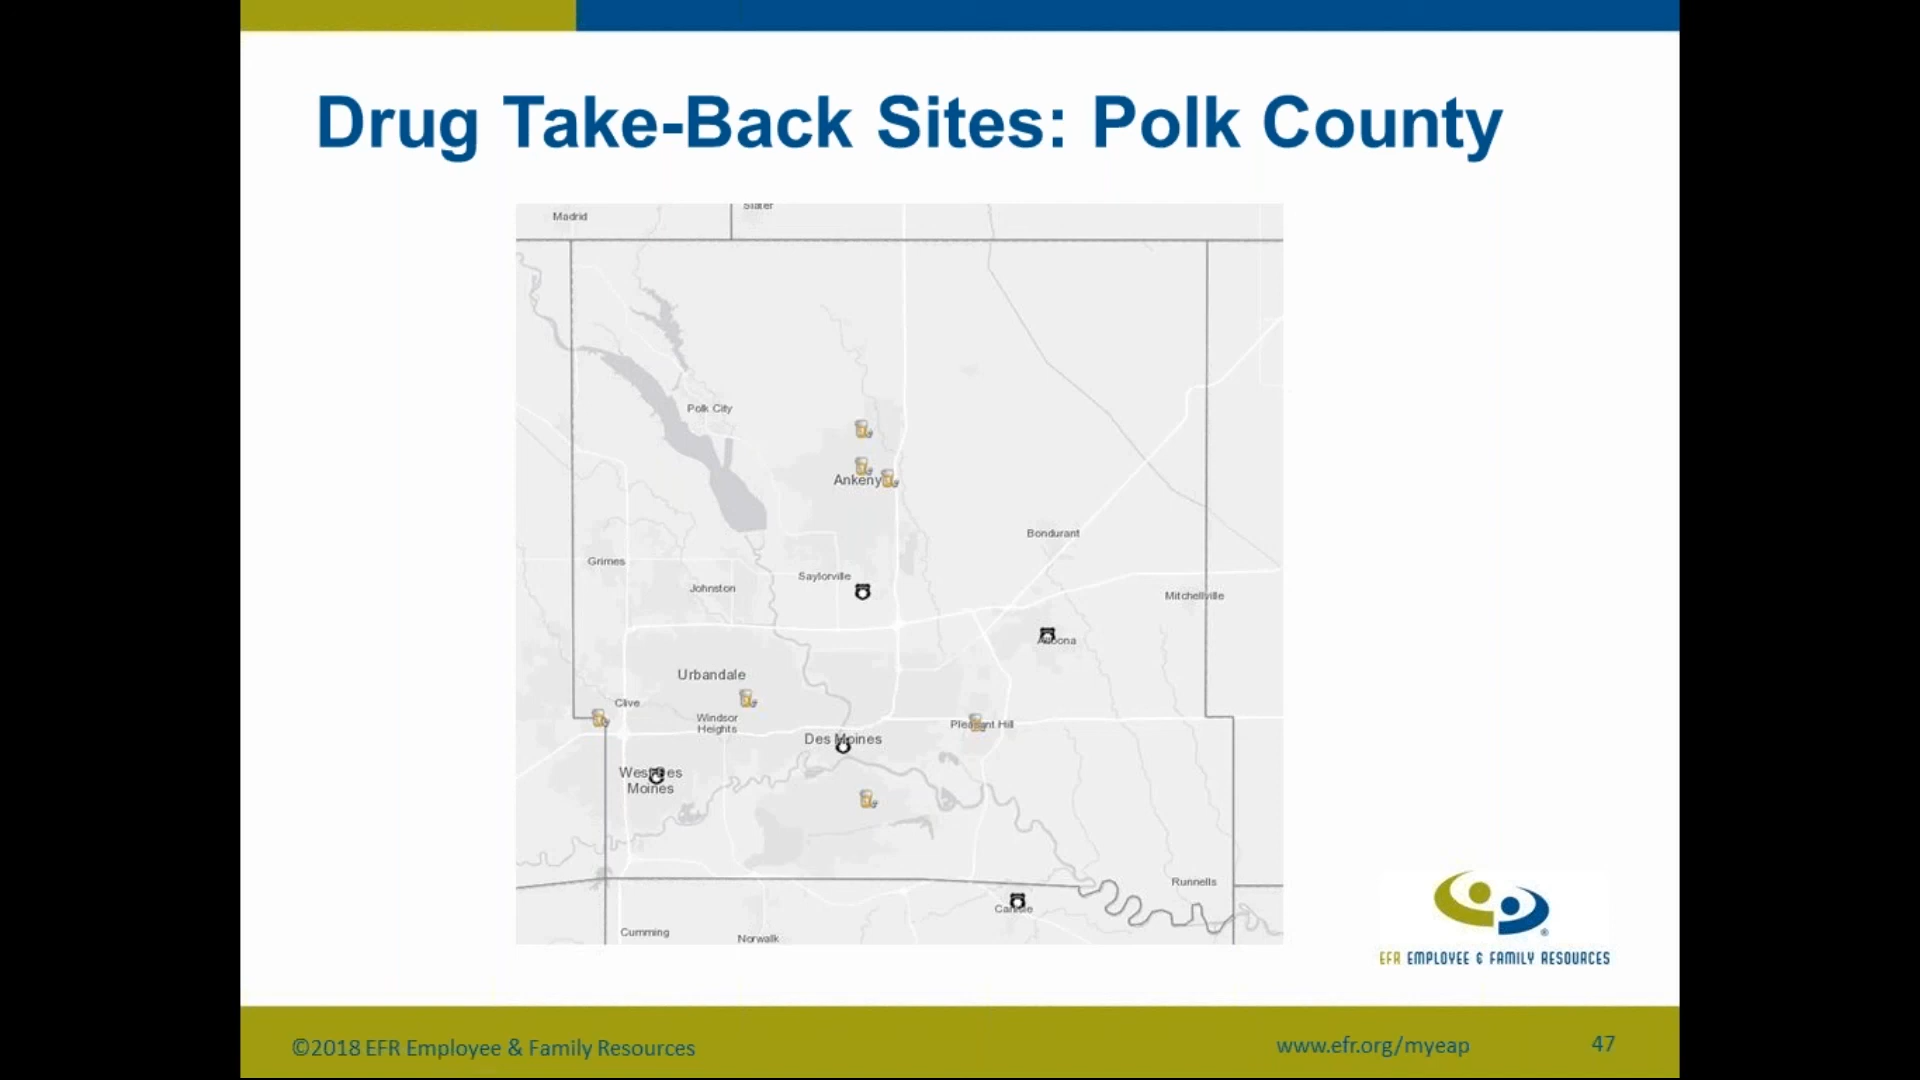 Drug Take-Back Sites: Polk County
Madrid
Slater
Polk City
Ankeny
Bondurant
Grimes
Saylorville
Johnston
Mitchellville
Altoona
Urbandale
Clive
Windsor
Heights
Pleasant Hill
Des Moines
West Des
Moines
Runnells
Carlisle
Cumming
Norwalk
EFR EMPLOYEE & FAMILY RESOURCES
©2018 EFR Employee & Family Resources
www.efr.org/myeap
47